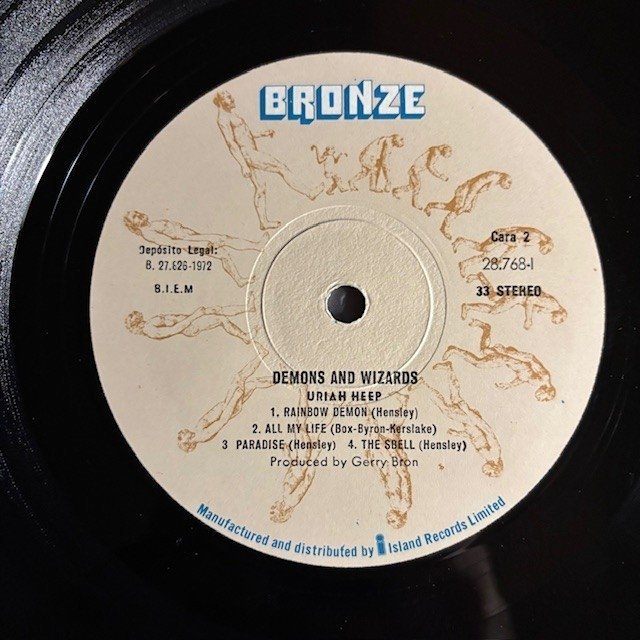 BRONZE
Depósito Legal:
B. 27.626-1972
B.I.E.M
Cara 2
28.768-I
33 STEREO
DEMONS AND WIZARDS
URIAH HEEP
1. RAINBOW DEMON (Hensley)
2. ALL MY LIFE (Box-Byron-Kerslake)
3 PARADISE (Hensley) 4. THE SBELL (Hensley)
Produced by Gerry Bron
Manufactured and distributed by i Island Records Limited